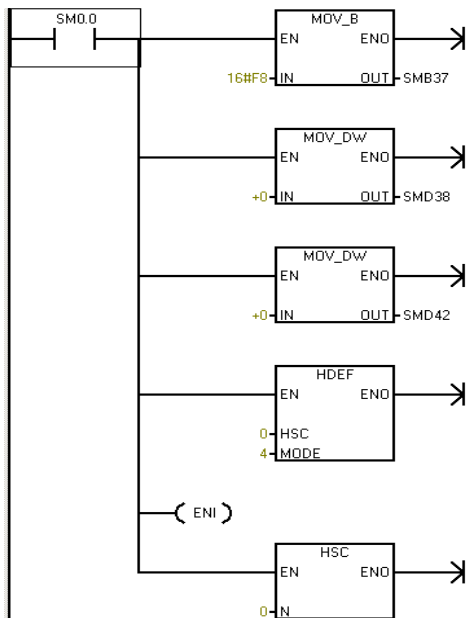 SM0.0
MOV_B
EN ENO
16#F8 IN OUT SMB37
MOV_DW
EN ENO
+0 IN OUT SMD38
MOV_DW
EN ENO
+0 IN OUT SMD42
HDEF
EN ENO
0 HSC
4 MODE
ENI
HSC
EN ENO
0 N